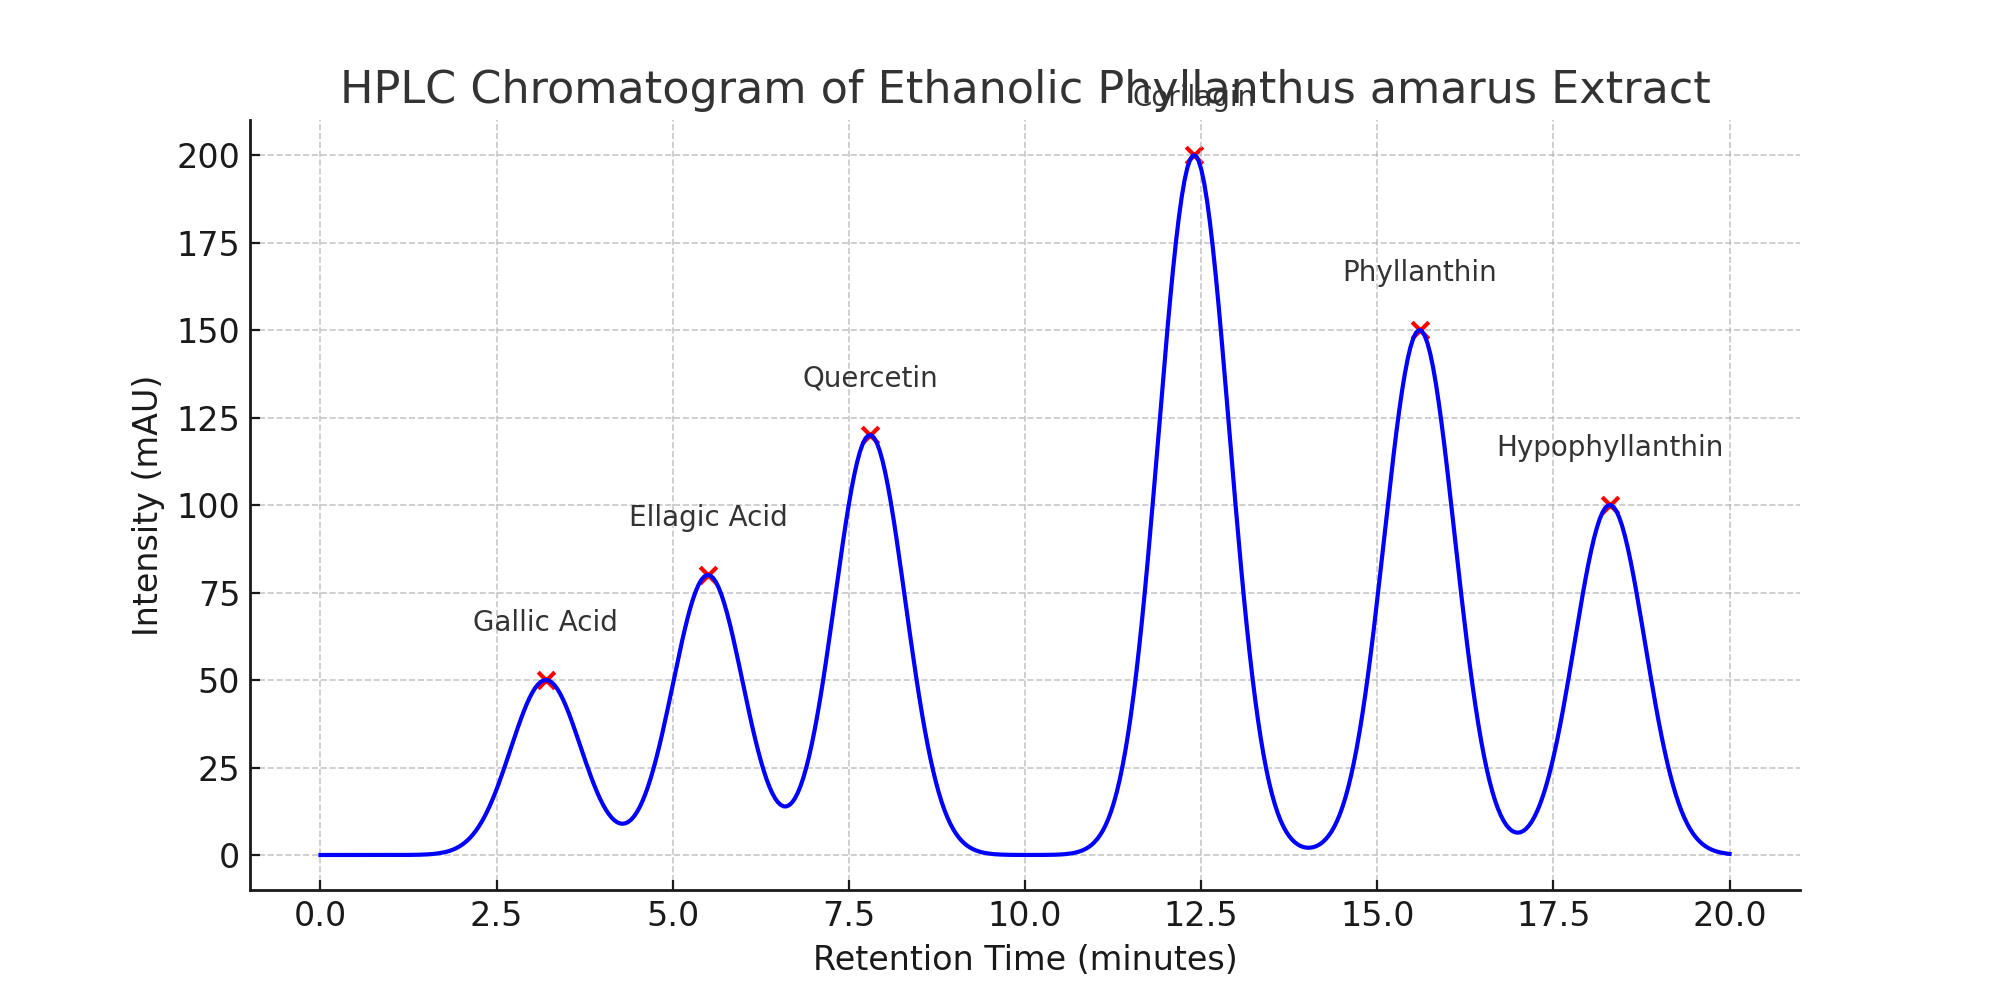 HPLC Chromatogram of Ethanolic Phyllanthus amarus Extract
Corilagin
200
175
150
125
100
75
50
25
0
Intensity (mAU)
Phyllanthin
Quercetin
Hypophyllanthin
Ellagic Acid
Gallic Acid
0.0 2.5 5.0 7.5 10.0 12.5 15.0 17.5 20.0
Retention Time (minutes)